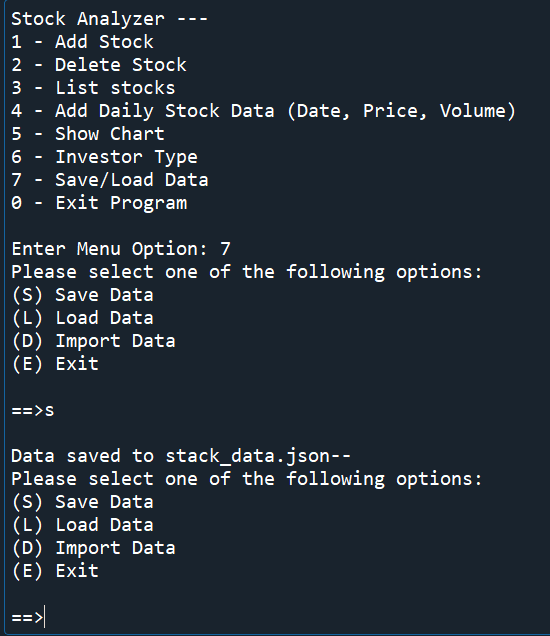 Stock Analyzer ---
1 - Add Stock
2 - Delete Stock
3 - List stocks
4 - Add Daily Stock Data (Date, Price, Volume)
5 - Show Chart
6 - Investor Type
7 - Save/Load Data
0 - Exit Program
Enter Menu Option: 7
Please select one of the following options:
(S) Save Data
(L) Load Data
(D) Import Data
(E) Exit
==>s
Data saved to stack_data.json--
Please select one of the following options:
(S) Save Data
(L) Load Data
(D) Import Data
(E) Exit
==>